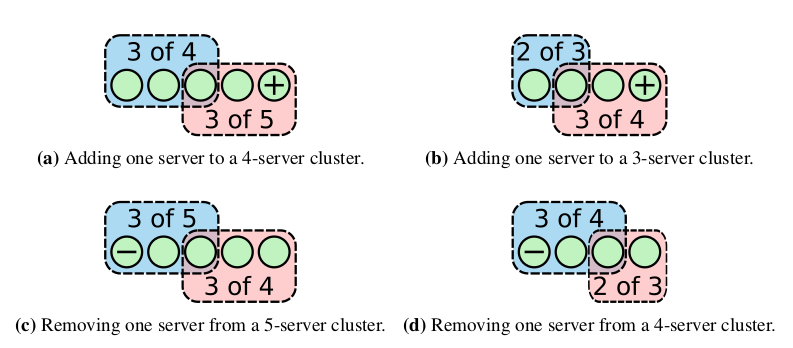 3 of 4
+
3 of 5
(a) Adding one server to a 4-server cluster.
2 of 3
+
3 of 4
(b) Adding one server to a 3-server cluster.
3 of 5
−
3 of 4
(c) Removing one server from a 5-server cluster.
3 of 4
−
2 of 3
(d) Removing one server from a 4-server cluster.